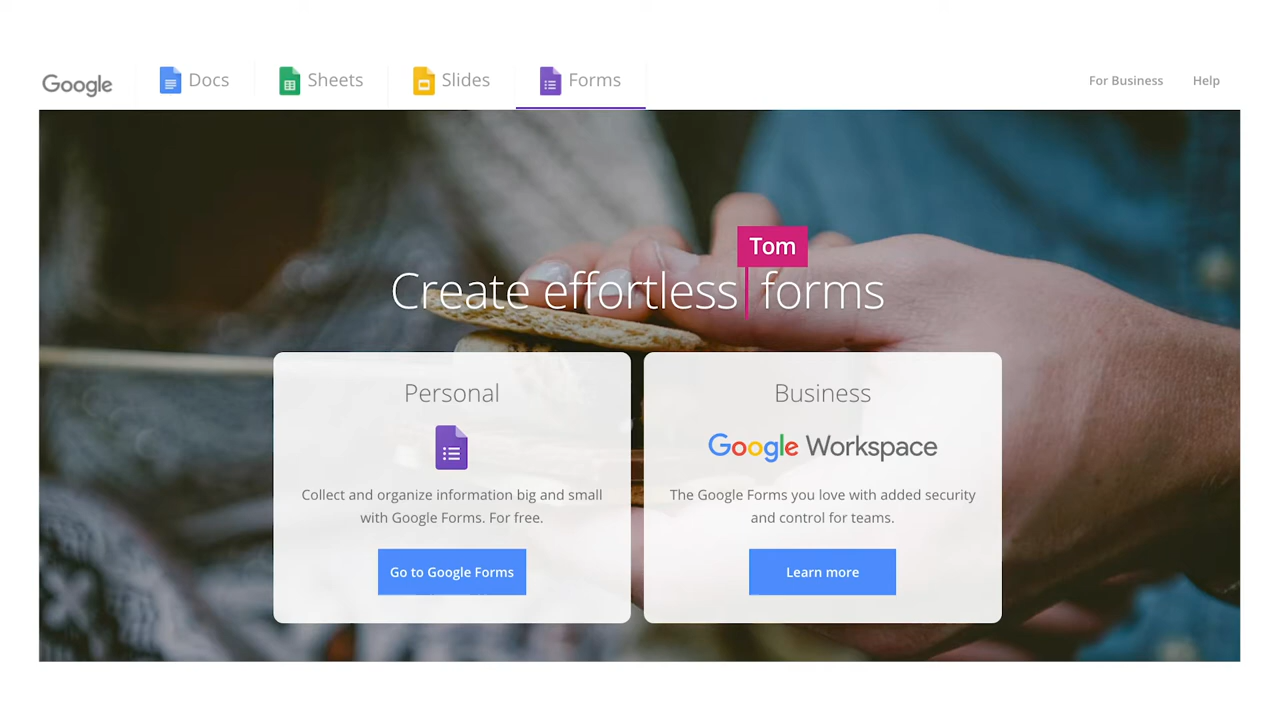 Google Docs Sheets Slides Forms For Business Help
Tom
Create effortless forms
Personal
Collect and organize information big and small
with Google Forms. For free.
Go to Google Forms
Business
Google Workspace
The Google Forms you love with added security
and control for teams.
Learn more